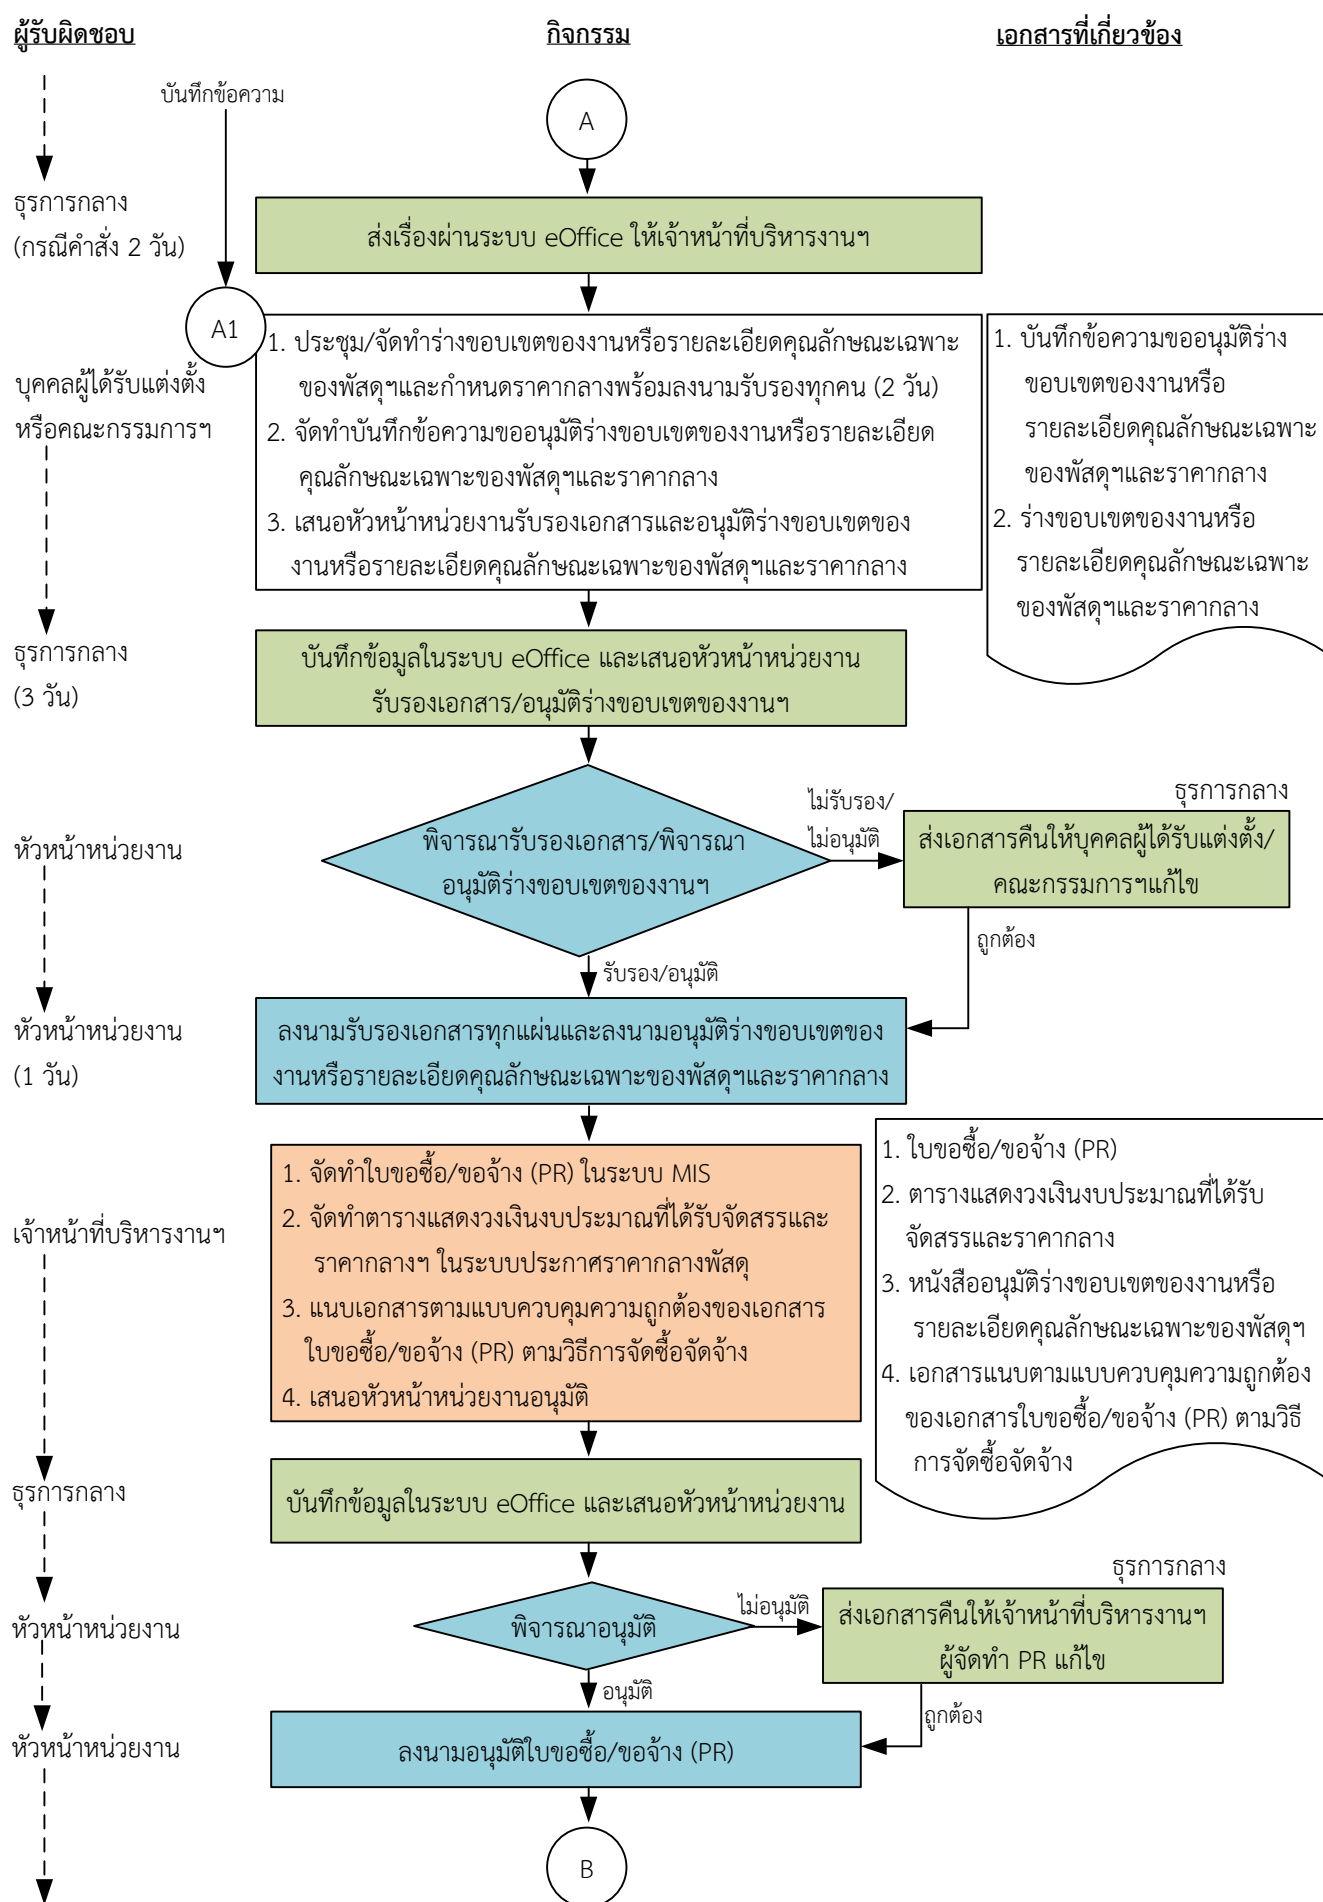 ผู้รับผิดชอบ
กิจกรรม
เอกสารที่เกี่ยวข้อง
บันทึกข้อความ
A
ธุรการกลาง
(กรณีคำสั่ง 2 วัน)
ส่งเรื่องผ่านระบบ eOffice ให้เจ้าหน้าที่บริหารงานฯ
A1
บุคคลผู้ได้รับแต่งตั้ง
หรือคณะกรรมการฯ
1. ประชุม/จัดทำร่างขอบเขตของงานหรือรายละเอียดคุณลักษณะเฉพาะ
ของพัสดุฯและกำหนดราคากลางพร้อมลงนามรับรองทุกคน (2 วัน)
2. จัดทำบันทึกข้อความขออนุมัติร่างขอบเขตของงานหรือรายละเอียด
คุณลักษณะเฉพาะของพัสดุฯและราคากลาง
3. เสนอหัวหน้าหน่วยงานรับรองเอกสารและอนุมัติร่างขอบเขตของ
งานหรือรายละเอียดคุณลักษณะเฉพาะของพัสดุฯและราคากลาง
1. บันทึกข้อความขออนุมัติร่าง
ขอบเขตของงานหรือ
รายละเอียดคุณลักษณะเฉพาะ
ของพัสดุฯและราคากลาง
2. ร่างขอบเขตของงานหรือ
รายละเอียดคุณลักษณะเฉพาะ
ของพัสดุฯและราคากลาง
ธุรการกลาง
(3 วัน)
บันทึกข้อมูลในระบบ eOffice และเสนอหัวหน้าหน่วยงาน
รับรองเอกสาร/อนุมัติร่างขอบเขตของงานฯ
หัวหน้าหน่วยงาน
พิจารณารับรองเอกสาร/พิจารณา
อนุมัติร่างขอบเขตของงานฯ
ไม่รับรอง/
ไม่อนุมัติ
ธุรการกลาง
ส่งเอกสารคืนให้บุคคลผู้ได้รับแต่งตั้ง/
คณะกรรมการฯแก้ไข
ถูกต้อง
รับรอง/อนุมัติ
หัวหน้าหน่วยงาน
(1 วัน)
ลงนามรับรองเอกสารทุกแผ่นและลงนามอนุมัติร่างขอบเขตของ
งานหรือรายละเอียดคุณลักษณะเฉพาะของพัสดุฯและราคากลาง
เจ้าหน้าที่บริหารงานฯ
1. จัดทำใบขอซื้อ/ขอจ้าง (PR) ในระบบ MIS
2. จัดทำตารางแสดงวงเงินงบประมาณที่ได้รับจัดสรรและ
ราคากลางฯ ในระบบประกาศราคากลางพัสดุ
3. แนบเอกสารตามแบบควบคุมความถูกต้องของเอกสาร
ใบขอซื้อ/ขอจ้าง (PR) ตามวิธีการจัดซื้อจัดจ้าง
4. เสนอหัวหน้าหน่วยงานอนุมัติ
1. ใบขอซื้อ/ขอจ้าง (PR)
2. ตารางแสดงวงเงินงบประมาณที่ได้รับ
จัดสรรและราคากลาง
3. หนังสืออนุมัติร่างขอบเขตของงานหรือ
รายละเอียดคุณลักษณะเฉพาะของพัสดุฯ
4. เอกสารแนบตามแบบควบคุมความถูกต้อง
ของเอกสารใบขอซื้อ/ขอจ้าง (PR) ตามวิธี
การจัดซื้อจัดจ้าง
ธุรการกลาง
บันทึกข้อมูลในระบบ eOffice และเสนอหัวหน้าหน่วยงาน
หัวหน้าหน่วยงาน
พิจารณาอนุมัติ
ไม่อนุมัติ
ธุรการกลาง
ส่งเอกสารคืนให้เจ้าหน้าที่บริหารงานฯ
ผู้จัดทำ PR แก้ไข
อนุมัติ
ถูกต้อง
หัวหน้าหน่วยงาน
ลงนามอนุมัติใบขอซื้อ/ขอจ้าง (PR)
B